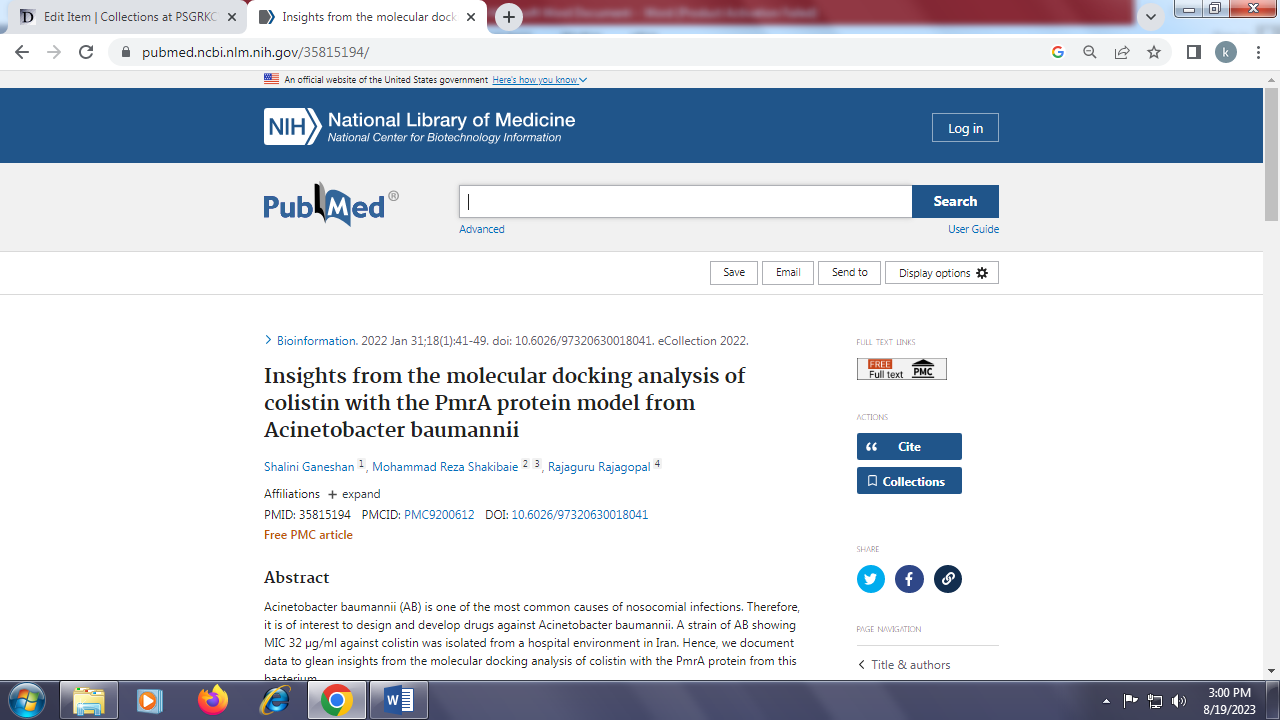 Edit Item | Collections at PSGRKC
Insights from the molecular dock
pubmed.ncbi.nlm.nih.gov/35815194/
k
An official website of the United States government Here's how you know
NIH National Library of Medicine
National Center for Biotechnology Information
Log in
PubMed®
Search
Advanced
User Guide
Save
Email
Send to
Display options
Bioinformation. 2022 Jan 31;18(1):41-49. doi: 10.6026/97320630018041. eCollection 2022.
Insights from the molecular docking analysis of
colistin with the PmrA protein model from
Acinetobacter baumannii
Shalini Ganeshan 1, Mohammad Reza Shakibaie 2 3, Rajaguru Rajagopal 4
Affiliations + expand
PMID: 35815194 PMCID: PMC9200612 DOI: 10.6026/97320630018041
Free PMC article
Abstract
Acinetobacter baumannii (AB) is one of the most common causes of nosocomial infections. Therefore,
it is of interest to design and develop drugs against Acinetobacter baumannii. A strain of AB showing
MIC 32 µg/ml against colistin was isolated from a hospital environment in Iran. Hence, we document
data to glean insights from the molecular docking analysis of colistin with the PmrA protein from this
bacterium.
FULL TEXT LINKS
FREE
Full text PMC
ACTIONS
Cite
Collections
SHARE
PAGE NAVIGATION
Title & authors
3:00 PM
8/19/2023